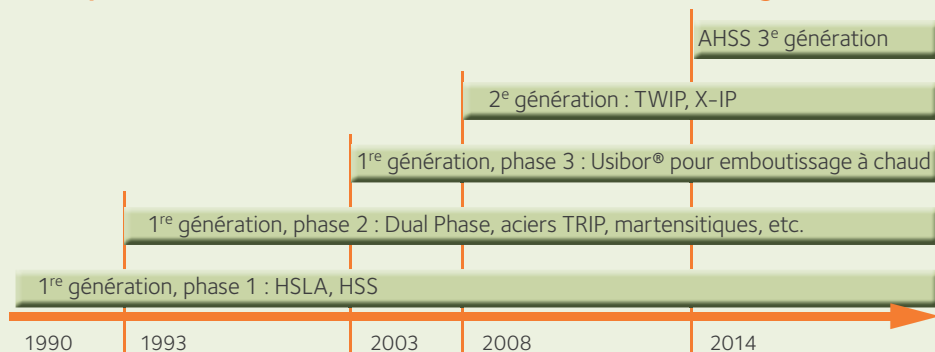 AHSS 3e génération
2e génération : TWIP, X-IP
1re génération, phase 3 : Usibor® pour emboutissage à chaud
1re génération, phase 2 : Dual Phase, aciers TRIP, martensitiques, etc.
1re génération, phase 1 : HSLA, HSS
1990 1993 2003 2008 2014